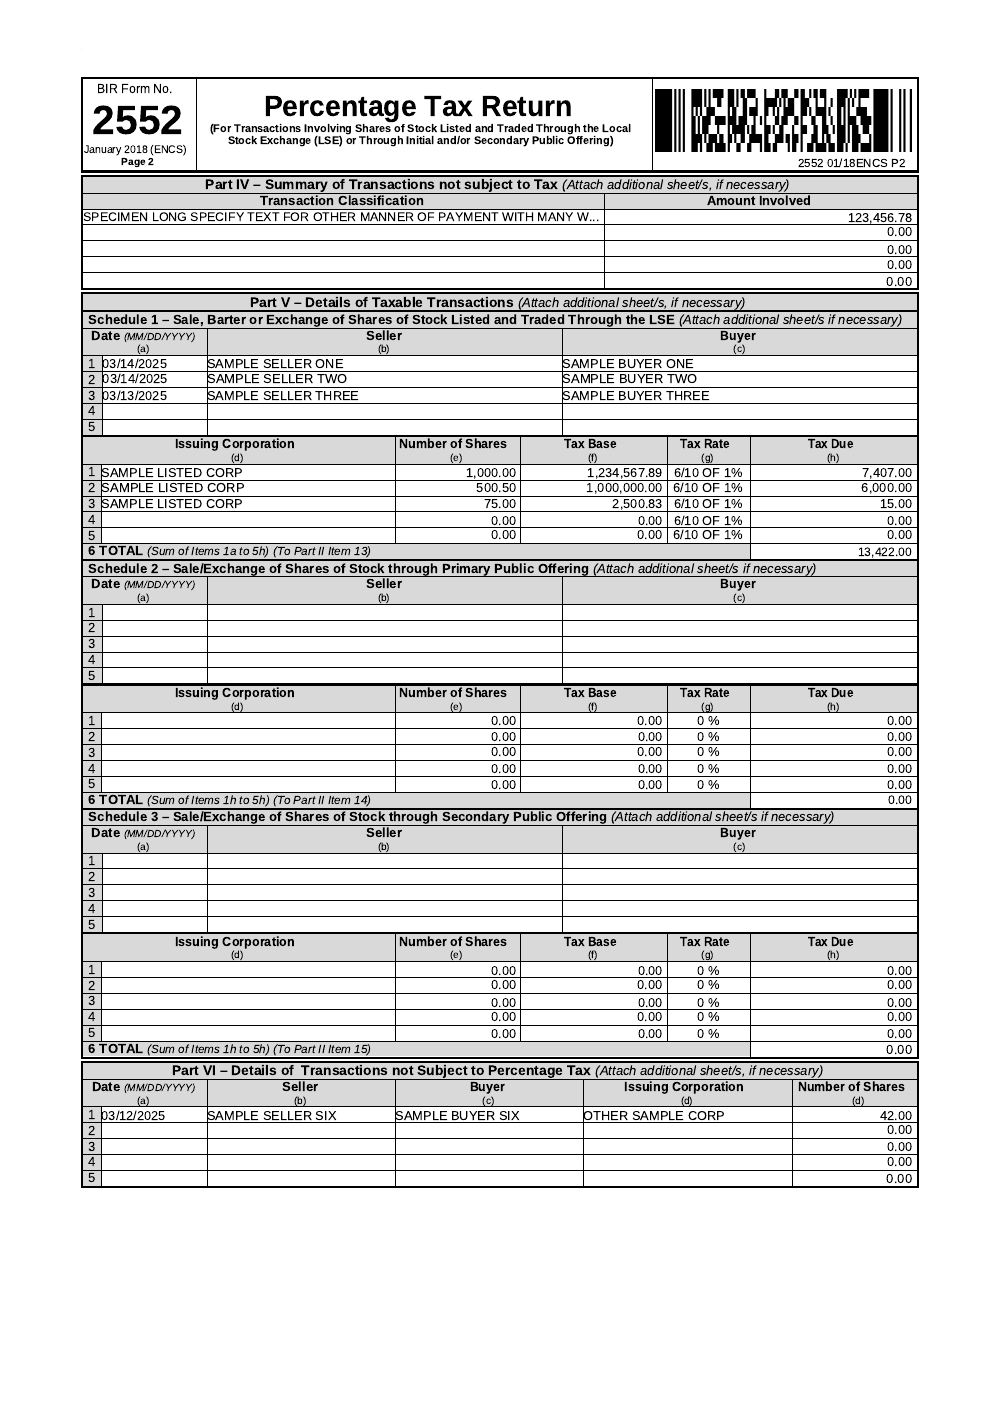 BIR Form No.
2552
January 2018 (ENCS)
Page 2
Percentage Tax Return
(For Transactions Involving Shares of Stock Listed and Traded Through the Local
Stock Exchange (LSE) or Through Initial and/or Secondary Public Offering)
2552 01/18ENCS P2
Part IV – Summary of Transactions not subject to Tax (Attach additional sheet/s, if necessary)
Transaction Classification Amount Involved
SPECIMEN LONG SPECIFY TEXT FOR OTHER MANNER OF PAYMENT WITH MANY W... 123,456.78
0.00
0.00
0.00
0.00
Part V – Details of Taxable Transactions (Attach additional sheet/s, if necessary)
Schedule 1 – Sale, Barter or Exchange of Shares of Stock Listed and Traded Through the LSE (Attach additional sheet/s if necessary)
Date (MM/DD/YYYY) Seller Buyer
(a) (b) (c)
1 03/14/2025 SAMPLE SELLER ONE SAMPLE BUYER ONE
2 03/14/2025 SAMPLE SELLER TWO SAMPLE BUYER TWO
3 03/13/2025 SAMPLE SELLER THREE SAMPLE BUYER THREE
4
5
Issuing Corporation Number of Shares Tax Base Tax Rate Tax Due
(d) (e) (f) (g) (h)
1 SAMPLE LISTED CORP 1,000.00 1,234,567.89 6/10 OF 1% 7,407.00
2 SAMPLE LISTED CORP 500.50 1,000,000.00 6/10 OF 1% 6,000.00
3 SAMPLE LISTED CORP 75.00 2,500.83 6/10 OF 1% 15.00
4 0.00 0.00 6/10 OF 1% 0.00
5 0.00 0.00 6/10 OF 1% 0.00
6 TOTAL (Sum of Items 1a to 5h) (To Part II Item 13) 13,422.00
Schedule 2 – Sale/Exchange of Shares of Stock through Primary Public Offering (Attach additional sheet/s if necessary)
Date (MM/DD/YYYY) Seller Buyer
(a) (b) (c)
1
2
3
4
5
Issuing Corporation Number of Shares Tax Base Tax Rate Tax Due
(d) (e) (f) (g) (h)
1 0.00 0.00 0 % 0.00
2 0.00 0.00 0 % 0.00
3 0.00 0.00 0 % 0.00
4 0.00 0.00 0 % 0.00
5 0.00 0.00 0 % 0.00
6 TOTAL (Sum of Items 1h to 5h) (To Part II Item 14) 0.00
Schedule 3 – Sale/Exchange of Shares of Stock through Secondary Public Offering (Attach additional sheet/s, if necessary)
Date (MM/DD/YYYY) Seller Buyer
(a) (b) (c)
1
2
3
4
5
Issuing Corporation Number of Shares Tax Base Tax Rate Tax Due
(d) (e) (f) (g) (h)
1 0.00 0.00 0 % 0.00
2 0.00 0.00 0 % 0.00
3 0.00 0.00 0 % 0.00
4 0.00 0.00 0 % 0.00
5 0.00 0.00 0 % 0.00
6 TOTAL (Sum of Items 1h to 5h) (To Part II Item 15) 0.00
Part VI – Details of Transactions not Subject to Percentage Tax (Attach additional sheet/s, if necessary)
Date (MM/DD/YYYY) Seller Buyer Issuing Corporation Number of Shares
(a) (b) (c) (d) (d)
1 03/12/2025 SAMPLE SELLER SIX SAMPLE BUYER SIX OTHER SAMPLE CORP 42.00
2 0.00
3 0.00
4 0.00
5 0.00